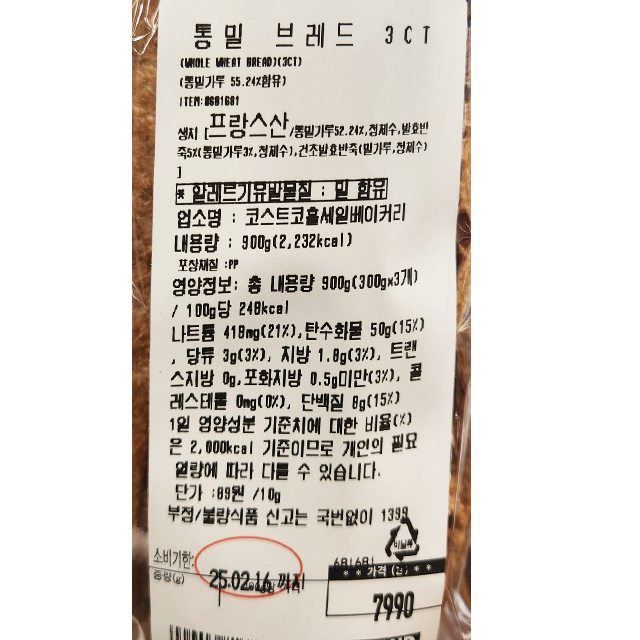 통밀 브레드 3CT
(WHOLE WHEAT BREAD)(3CT)
(통밀가루 55.24%함유)
ITEM:0681681
생지 [프랑스산/통밀가루52.24%,정제수,발효반
죽5%(통밀가루3%,정제수),건조발효반죽(밀가루,정제수)
]
* 알레르기유발물질 : 밀 함유
업소명 : 코스트코홀세일베이커리
내용량 : 900g(2,232kcal)
포장재질 :PP
영양정보: 총 내용량 900g(300g×3개)
/ 100g당 248kcal
나트륨 418mg(21%),탄수화물 50g(15%)
, 당류 3g(3%), 지방 1.8g(3%), 트랜
스지방 0g,포화지방 0.5g미만(3%), 콜
레스테롤 0mg(0%), 단백질 8g(15%)
1일 영양성분 기준치에 대한 비율(%)
은 2,000kcal 기준이므로 개인의 필요
열량에 따라 다를 수 있습니다.
단가 :89원 /10g
부정/불량식품 신고는 국번없이 1399
비닐류
소비기한: 681681
중량(g) 25.02.16 까지 **가격(원)**
7990